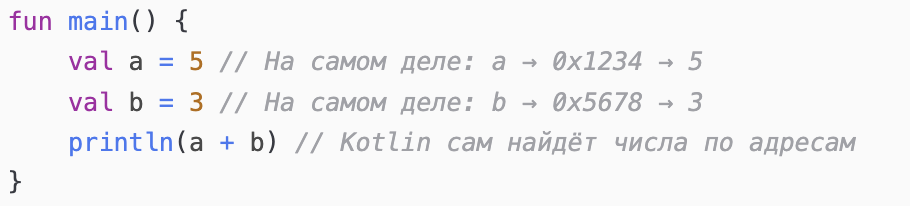 fun main() {
    val a = 5 // На самом деле: a → 0x1234 → 5
    val b = 3 // На самом деле: b → 0x5678 → 3
    println(a + b) // Kotlin сам найдёт числа по адресам
}